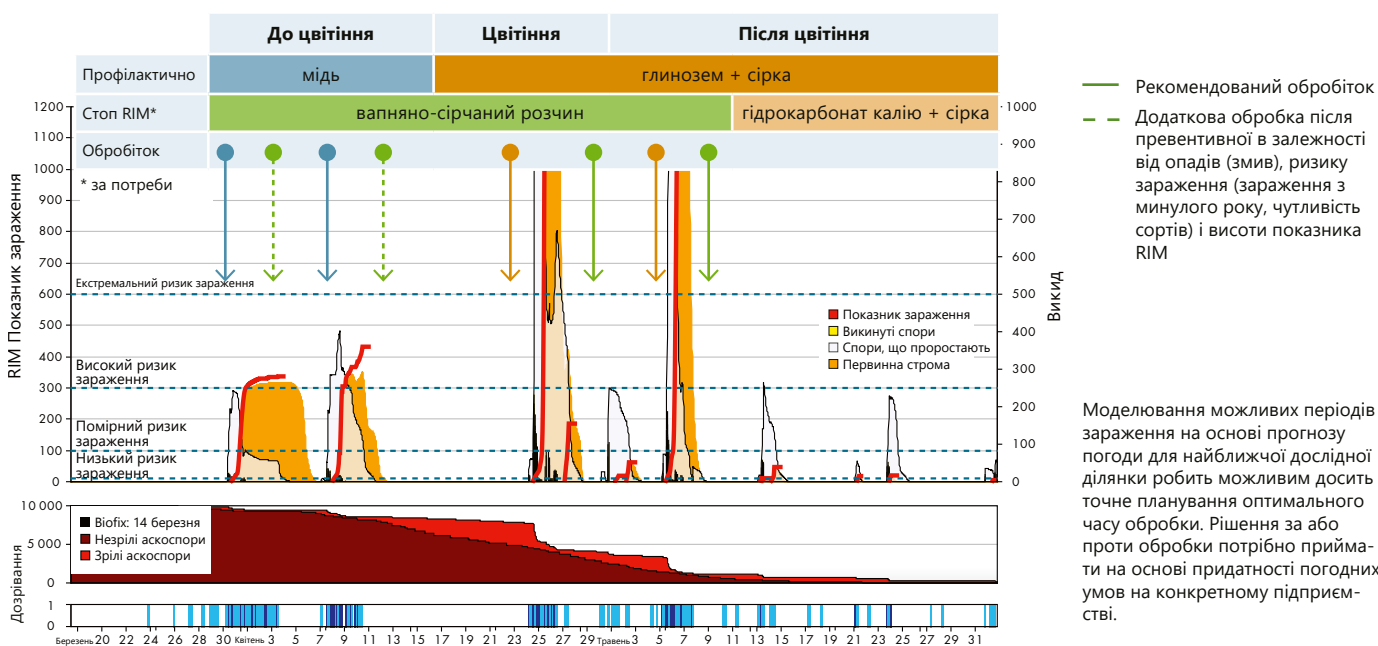 До цвітіння
Цвітіння
Після цвітіння
Профілактично
мідь
глинозем + сірка
Стоп RIM*
вапняно-сірчаний розчин
гідрокарбонат калію + сірка
Обробіток
* за потреби
RIM Показник зараження
1200
1100
1000
900
800
700
600
500
400
300
200
100
0
Екстремальний ризик зараження
Високий ризик
зараження
Помірний ризик
зараження
Низький ризик
зараження
Показник зараження
Викинуті спори
Спори, що проростають
Первинна строма
1000
900
800
700
600
500
400
300
200
100
0
Викид
Дозрівання
10 000
5 000
0
Biofix: 14 березня
Незрілі аскоспори
Зрілі аскоспори
1
0
Березень 20 22 24 26 28 30 Квітень 3 5 7 9 11 13 15 17 19 21 23 25 27 29 Травень 3 5 7 9 11 13 15 17 19 21 23 25 27 29 31
Рекомендований обробіток
Додаткова обробка після
превентивної в залежності
від опадів (змив), ризику
зараження (зараження з
минулого року, чутливість
сортів) і висоти показника
RIM
Моделювання можливих періодів
зараження на основі прогнозу
погоди для найближчої дослідної
ділянки робить можливим досить
точне планування оптимального
часу обробки. Рішення за або
проти обробки потрібно прийма-
ти на основі придатності погодних
умов на конкретному підприєм-
стві.